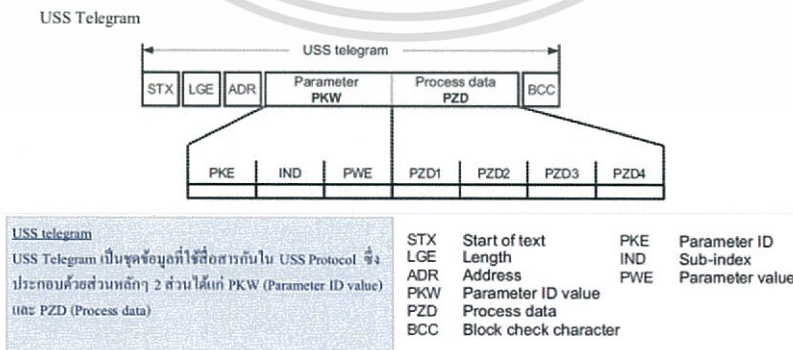 USS Telegram
USS telegram
STX LGE ADR Parameter PKW Process data PZD BCC
PKE IND PWE PZD1 PZD2 PZD3 PZD4
USS telegram
USS Telegram เป็นชุดข้อมูลที่ใช้สื่อสารกันใน USS Protocol ซึ่ง
ประกอบด้วยส่วนหลักๆ 2 ส่วนได้แก่ PKW (Parameter ID value)
และ PZD (Process data)
STX Start of text
LGE Length
ADR Address
PKW Parameter ID value
PZD Process data
BCC Block check character
PKE Parameter ID
IND Sub-index
PWE Parameter value